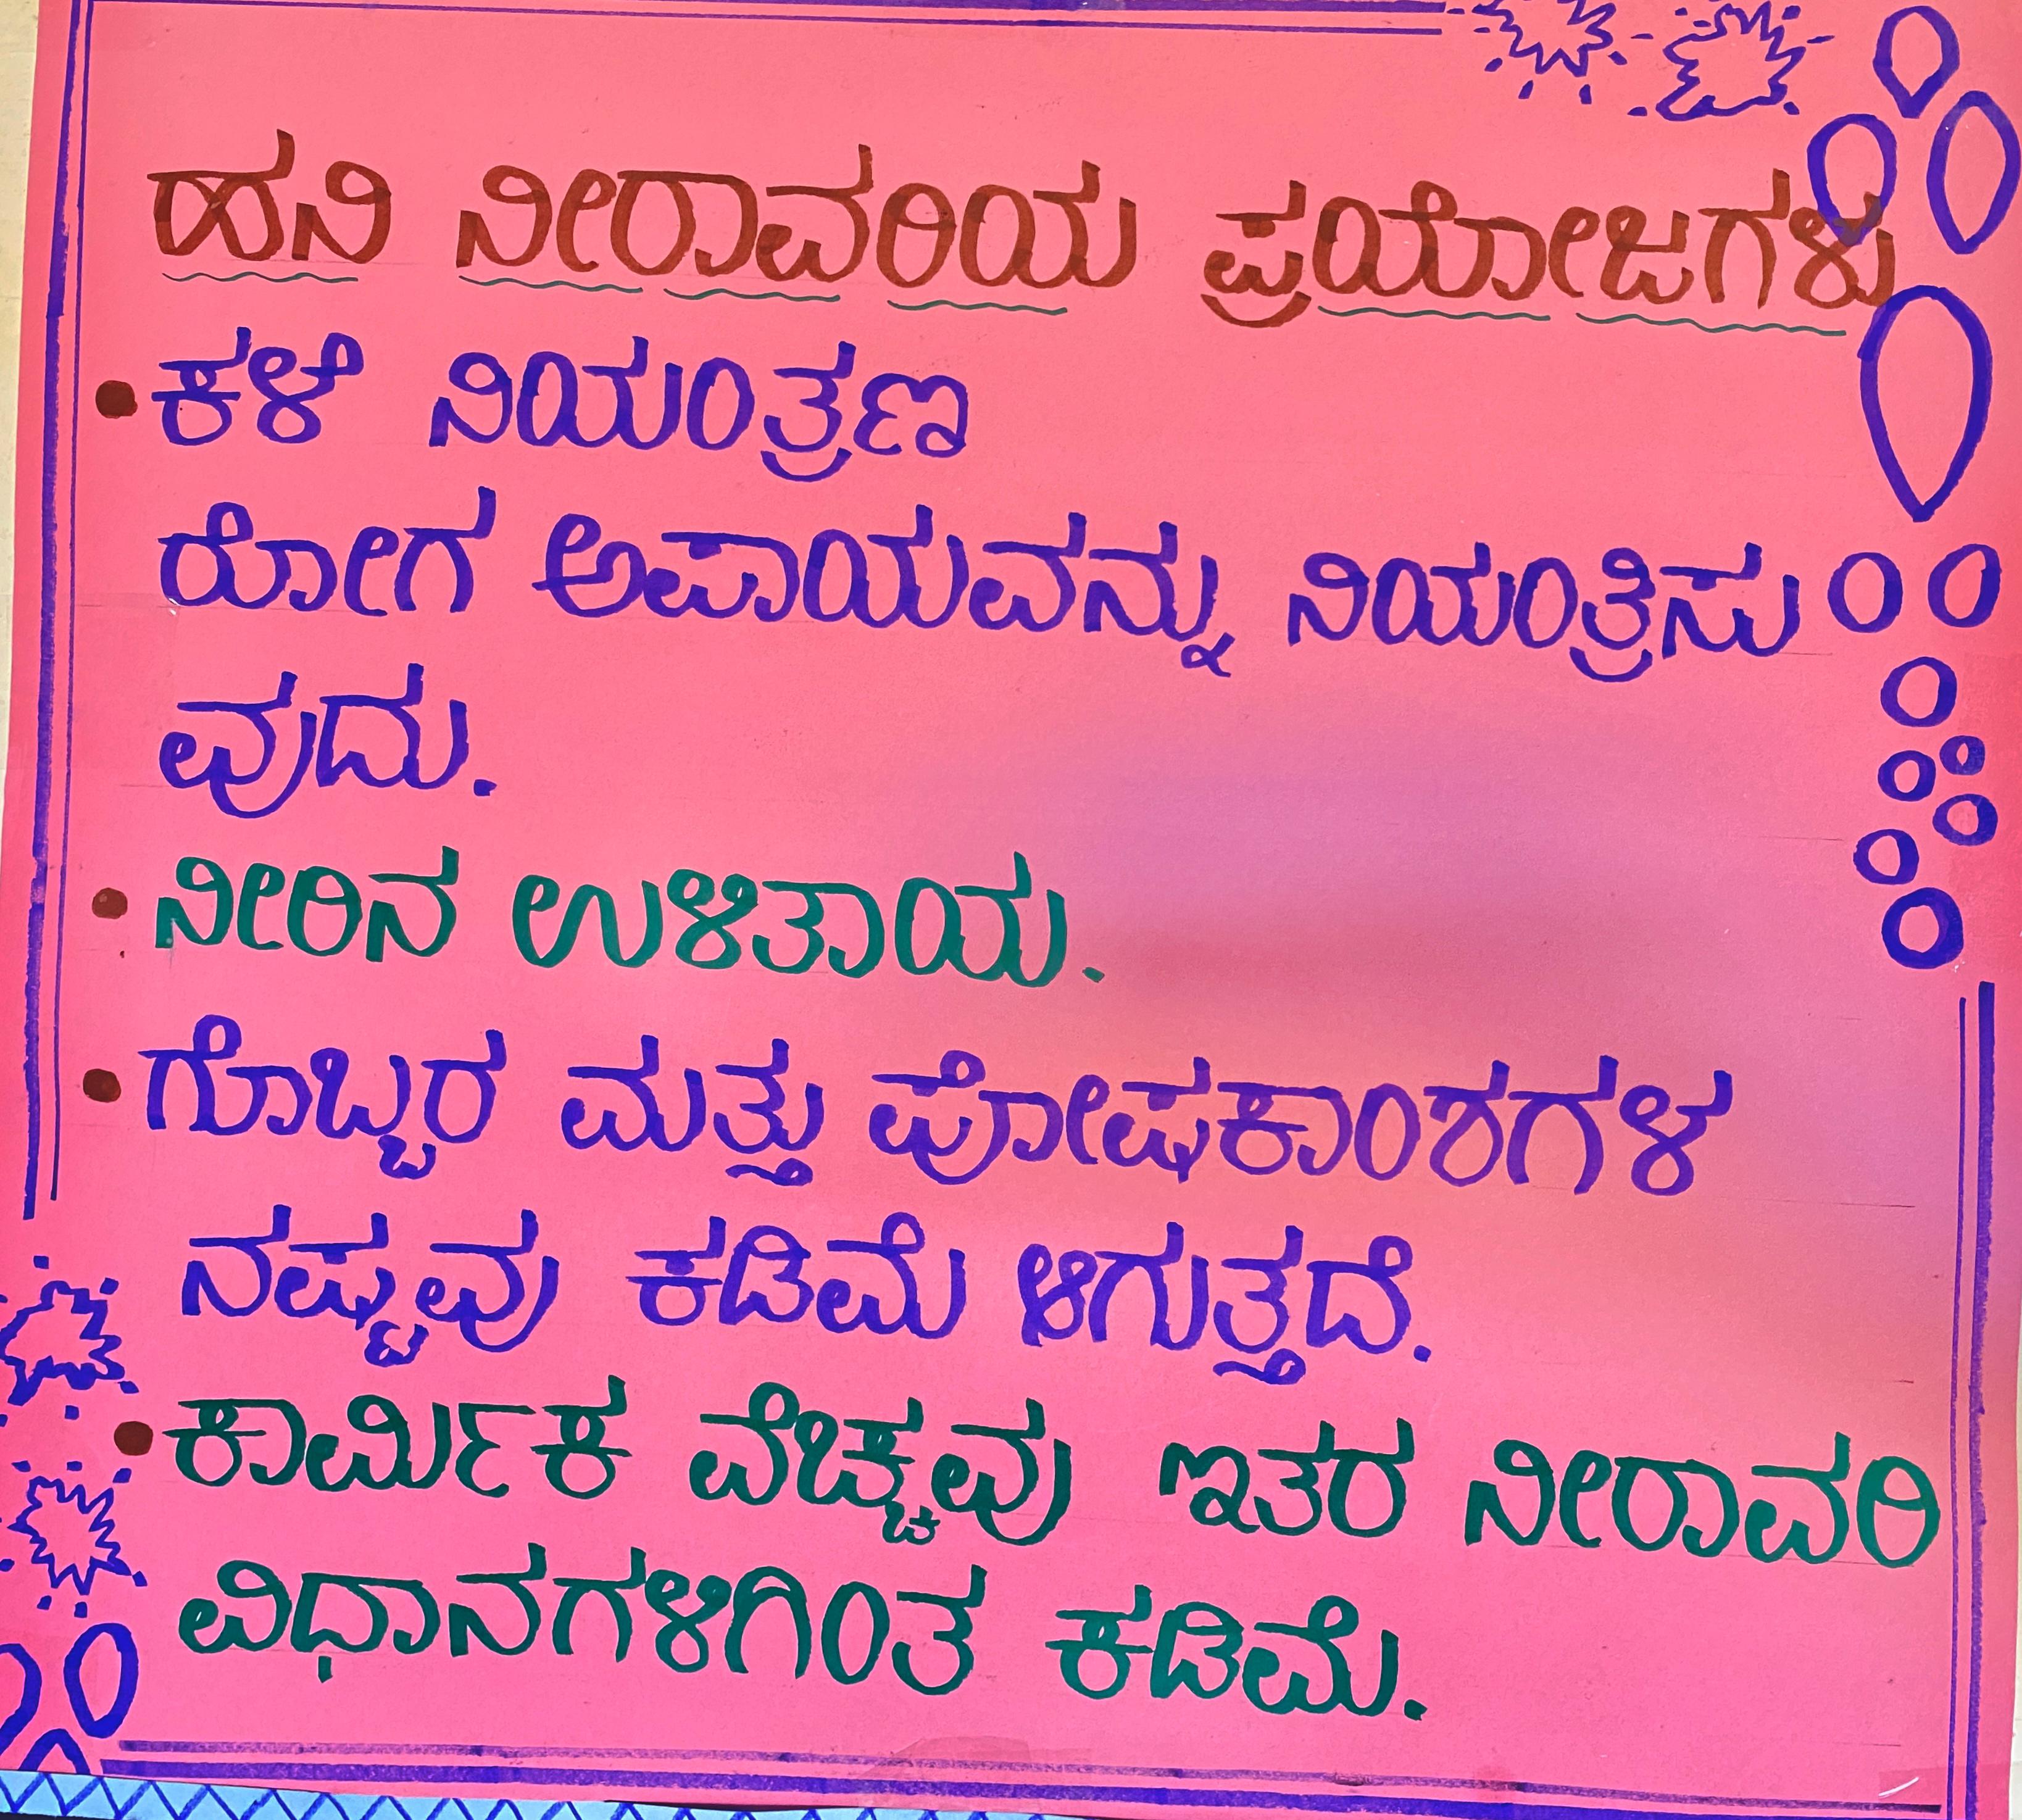 ಹನಿ ನೀರಾವರಿಯ ಪ್ರಯೋಜಗಳು
• ಕಳೆ ನಿಯಂತ್ರಣ
ರೋಗ ಅಪಾಯವನ್ನು ನಿಯಂತ್ರಿಸು
ವುದು.
• ನೀರಿನ ಉಳಿತಾಯ.
• ಗೊಬ್ಬರ ಮತ್ತು ಪೋಷಕಾಂಶಗಳ
ನಷ್ಟವು ಕಡಿಮೆ ಆಗುತ್ತದೆ.
• ಕಾರ್ಮಿಕ ವೆಚ್ಚವು ಇತರ ನೀರಾವರಿ
ವಿಧಾನಗಳಿಗಿಂತ ಕಡಿಮೆ.